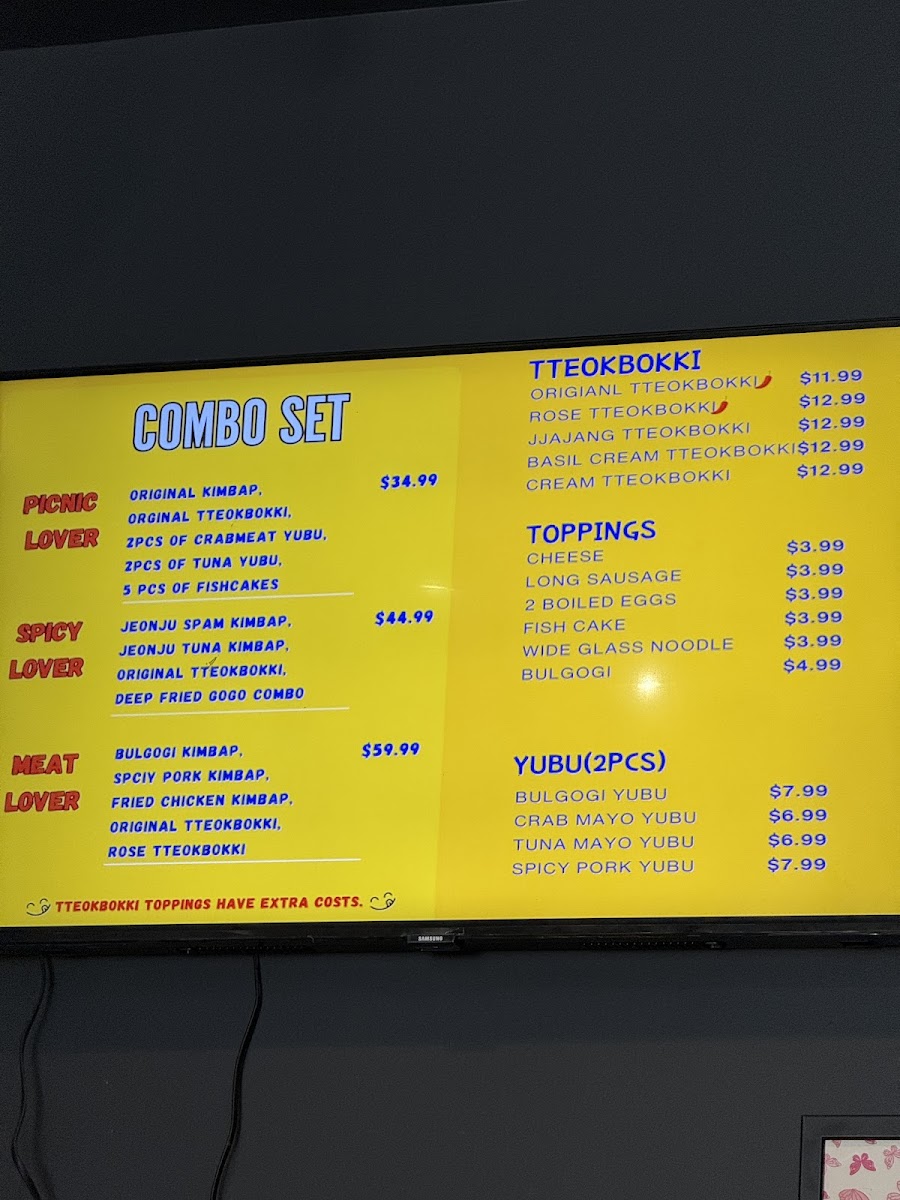 COMBO SET
PICNIC
LOVER
ORIGINAL KIMBAP, $34.99
ORGINAL TTEOKBOKKI,
2PCS OF CRABMEAT YUBU,
2PCS OF TUNA YUBU,
5 PCS OF FISHCAKES
SPICY
LOVER
JEONJU SPAM KIMBAP, $44.99
JEONJU TUNA KIMBAP,
ORIGINAL TTEOKBOKKI,
DEEP FRIED GOGO COMBO
MEAT
LOVER
BULGOGI KIMBAP, $59.99
SPCIY PORK KIMBAP,
FRIED CHICKEN KIMBAP,
ORIGINAL TTEOKBOKKI,
ROSE TTEOKBOKKI
TTEOKBOKKI TOPPINGS HAVE EXTRA COSTS.
TTEOKBOKKI
ORIGIANL TTEOKBOKKI🌶 $11.99
ROSE TTEOKBOKKI🌶 $12.99
JJAJANG TTEOKBOKKI $12.99
BASIL CREAM TTEOKBOKKI $12.99
CREAM TTEOKBOKKI $12.99
TOPPINGS
CHEESE $3.99
LONG SAUSAGE $3.99
2 BOILED EGGS $3.99
FISH CAKE $3.99
WIDE GLASS NOODLE $3.99
BULGOGI $4.99
YUBU(2PCS)
BULGOGI YUBU $7.99
CRAB MAYO YUBU $6.99
TUNA MAYO YUBU $6.99
SPICY PORK YUBU $7.99
SAMSUNG